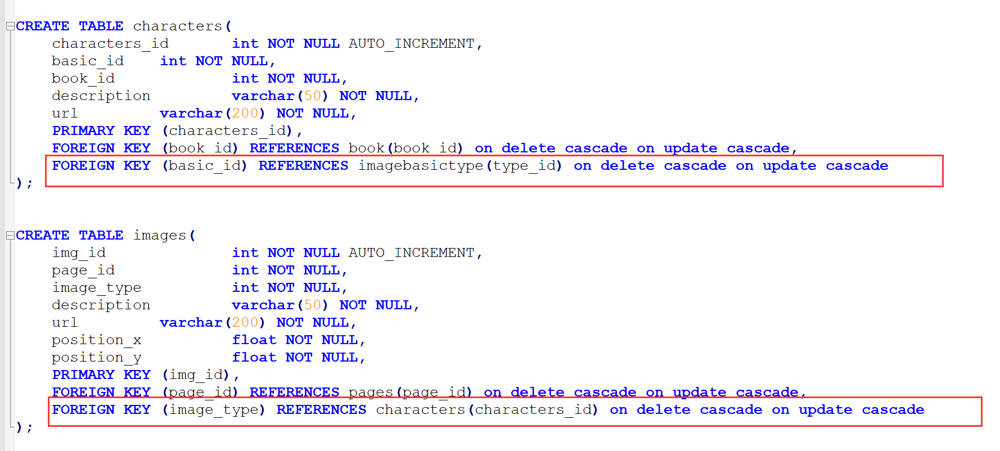 CREATE TABLE characters(
characters_id int NOT NULL AUTO_INCREMENT,
basic_id int NOT NULL,
book_id int NOT NULL,
description varchar(50) NOT NULL,
url varchar(200) NOT NULL,
PRIMARY KEY (characters_id),
FOREIGN KEY (book_id) REFERENCES book(book_id) on delete cascade on update cascade,
FOREIGN KEY (basic_id) REFERENCES imagebasictype(type_id) on delete cascade on update cascade
);
CREATE TABLE images(
img_id int NOT NULL AUTO_INCREMENT,
page_id int NOT NULL,
image_type int NOT NULL,
description varchar(50) NOT NULL,
url varchar(200) NOT NULL,
position_x float NOT NULL,
position_y float NOT NULL,
PRIMARY KEY (img_id),
FOREIGN KEY (page_id) REFERENCES pages(page_id) on delete cascade on update cascade,
FOREIGN KEY (image_type) REFERENCES characters(characters_id) on delete cascade on update cascade
);